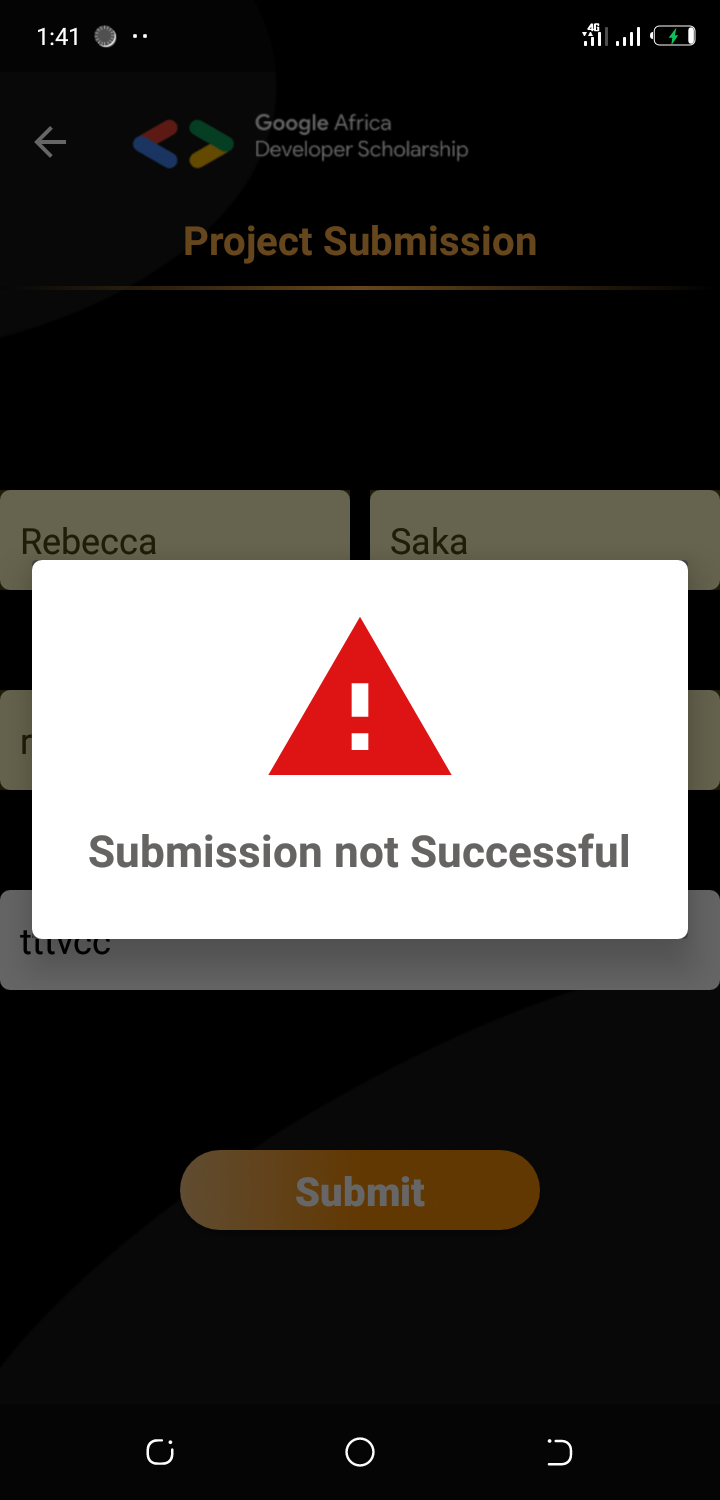 1:41
4G
Google Africa
Developer Scholarship
Project Submission
Rebecca
Saka
r
Submission not Successful
tttvcc
Submit